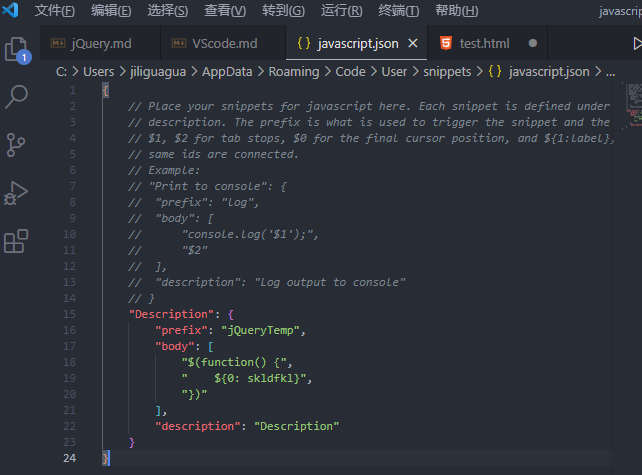 文件(F) 编辑(E) 选择(S) 查看(V) 转到(G) 运行(R) 终端(T) 帮助(H) javascript
jQuery.md VScode.md { } javascript.json × test.html
1
C: > Users > jiliguagua > AppData > Roaming > Code > User > snippets > { } javascript.json > ...
1 {
2 // Place your snippets for javascript here. Each snippet is defined under
3 // description. The prefix is what is used to trigger the snippet and the
4 // $1, $2 for tab stops, $0 for the final cursor position, and ${1:label},
5 // same ids are connected.
6 // Example:
7 // "Print to console": {
8 // "prefix": "log",
9 // "body": [
10 // "console.log('$1');",
11 // "$2"
12 // ],
13 // "description": "Log output to console"
14 // }
15 "Description": {
16 "prefix": "jQueryTemp",
17 "body": [
18 "$(function() {",
19 "    ${0: skldfkl}",
20 "})"
21 ],
22 "description": "Description"
23 }
24 }